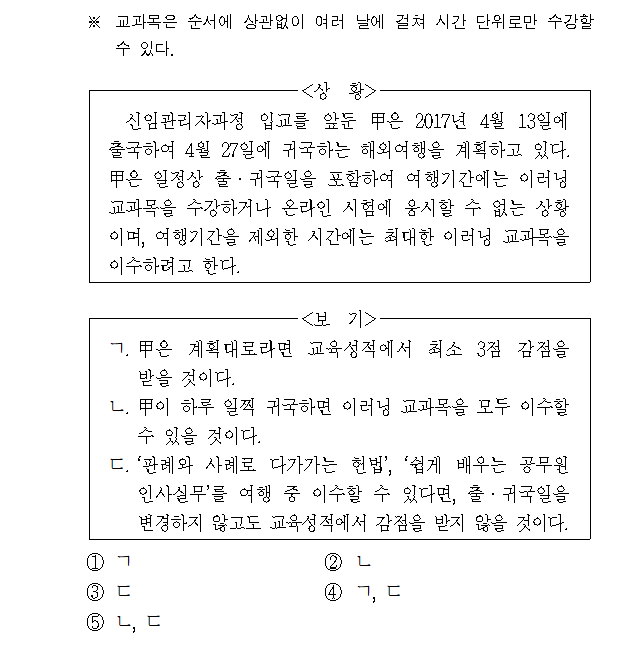 ※ 교과목은 순서에 상관없이 여러 날에 걸쳐 시간 단위로만 수강할
수 있다.
<상 황>
신임관리자과정 입교를 앞둔 甲은 2017년 4월 13일에
출국하여 4월 27일에 귀국하는 해외여행을 계획하고 있다.
甲은 일정상 출·귀국일을 포함하여 여행기간에는 이러닝
교과목을 수강하거나 온라인 시험에 응시할 수 없는 상황
이며, 여행기간을 제외한 시간에는 최대한 이러닝 교과목을
이수하려고 한다.
<보 기>
ㄱ. 甲은 계획대로라면 교육성적에서 최소 3점 감점을
받을 것이다.
ㄴ. 甲이 하루 일찍 귀국하면 이러닝 교과목을 모두 이수할
수 있을 것이다.
ㄷ. ‘판례와 사례로 다가가는 헌법’, ‘쉽게 배우는 공무원
인사실무’를 여행 중 이수할 수 있다면, 출·귀국일을
변경하지 않고도 교육성적에서 감점을 받지 않을 것이다.
① ㄱ ② ㄴ
③ ㄷ ④ ㄱ, ㄷ
⑤ ㄴ, ㄷ